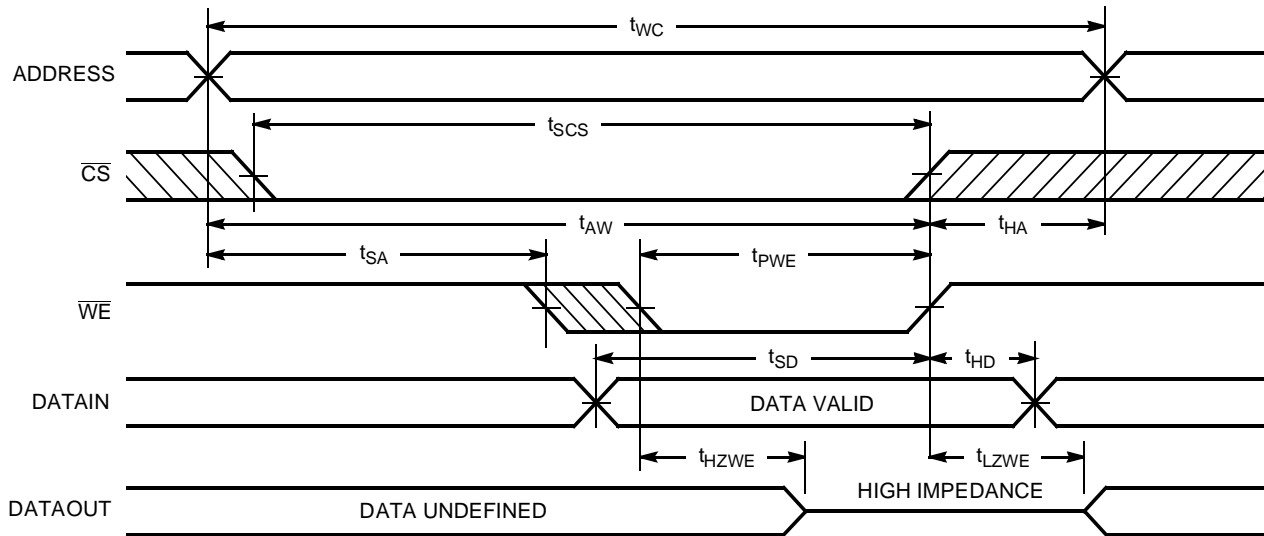 tWC
ADDRESS
tSCS
CS
tAW
tHA
tSA
tPWE
WE
tSD
tHD
DATAIN
DATA VALID
tHZWE
tLZWE
HIGH IMPEDANCE
DATAOUT
DATA UNDEFINED